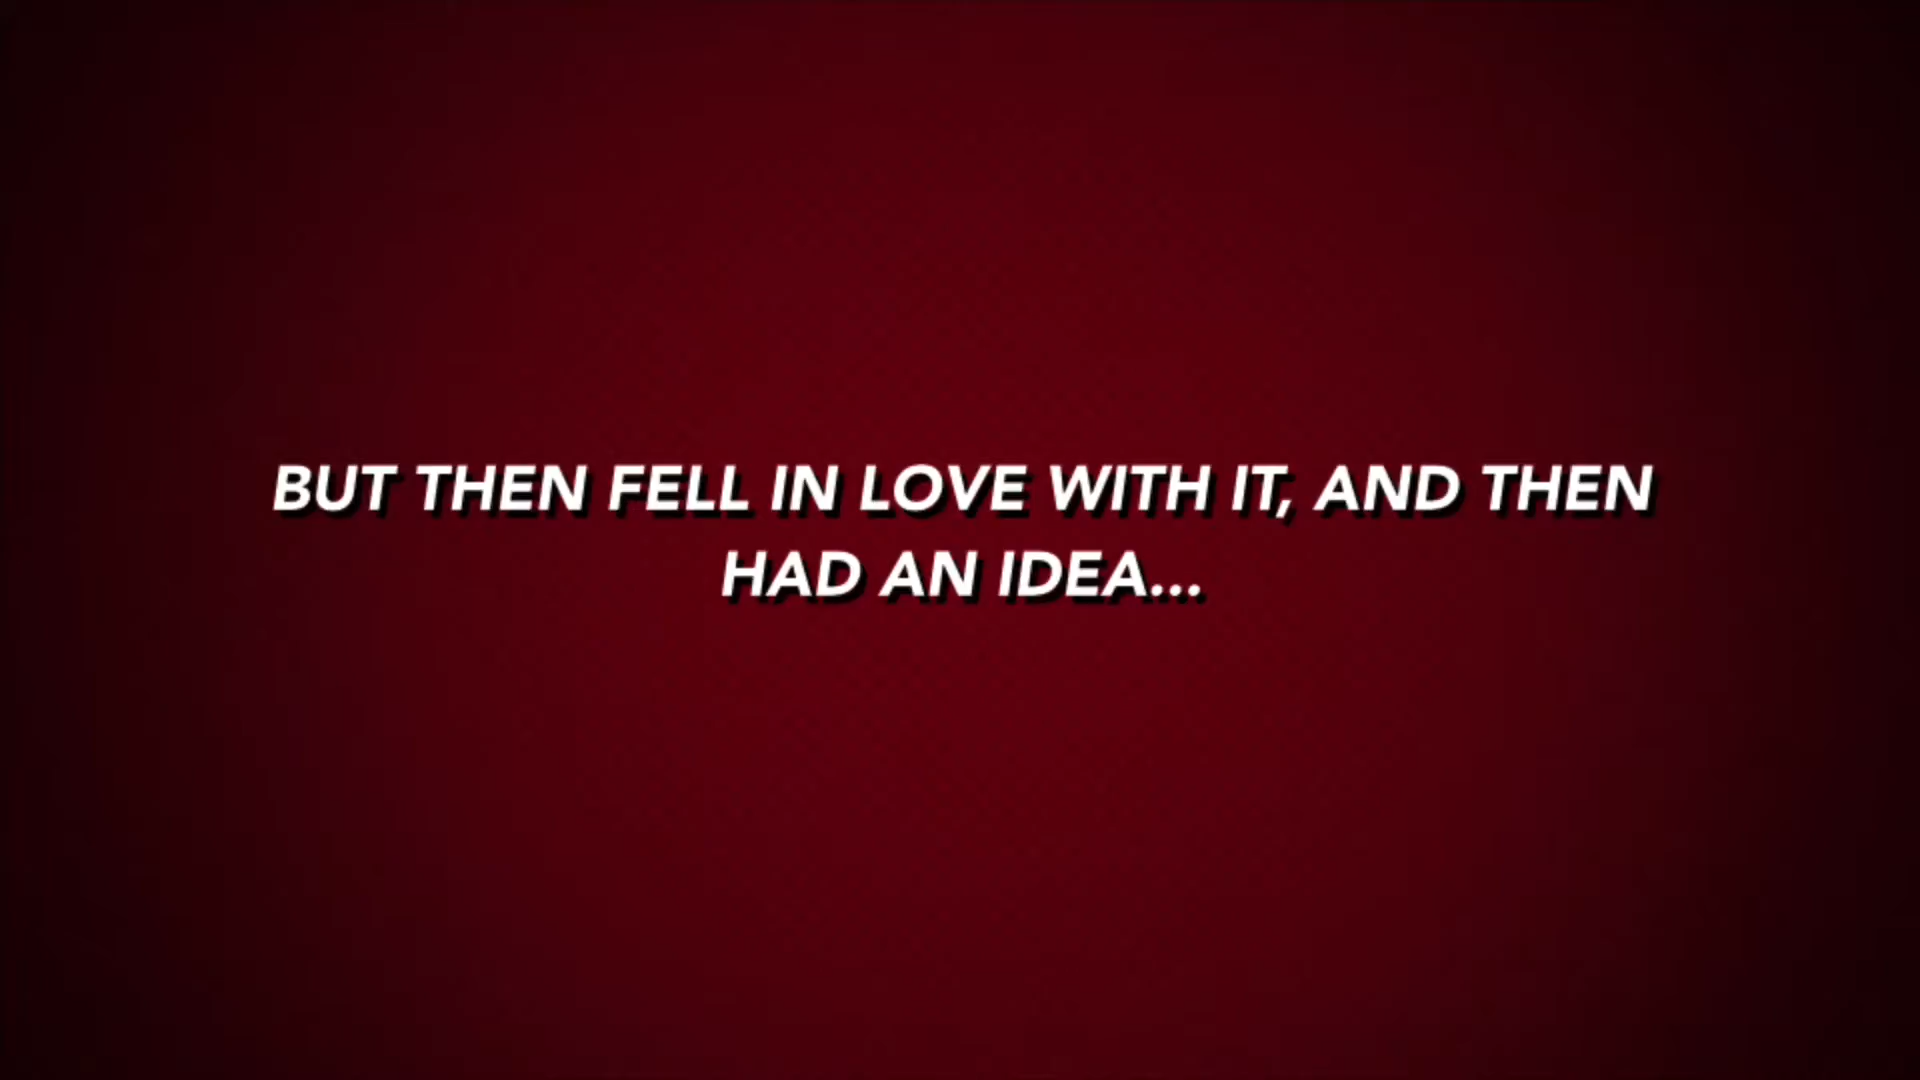 BUT THEN FELL IN LOVE WITH IT, AND THEN
HAD AN IDEA...